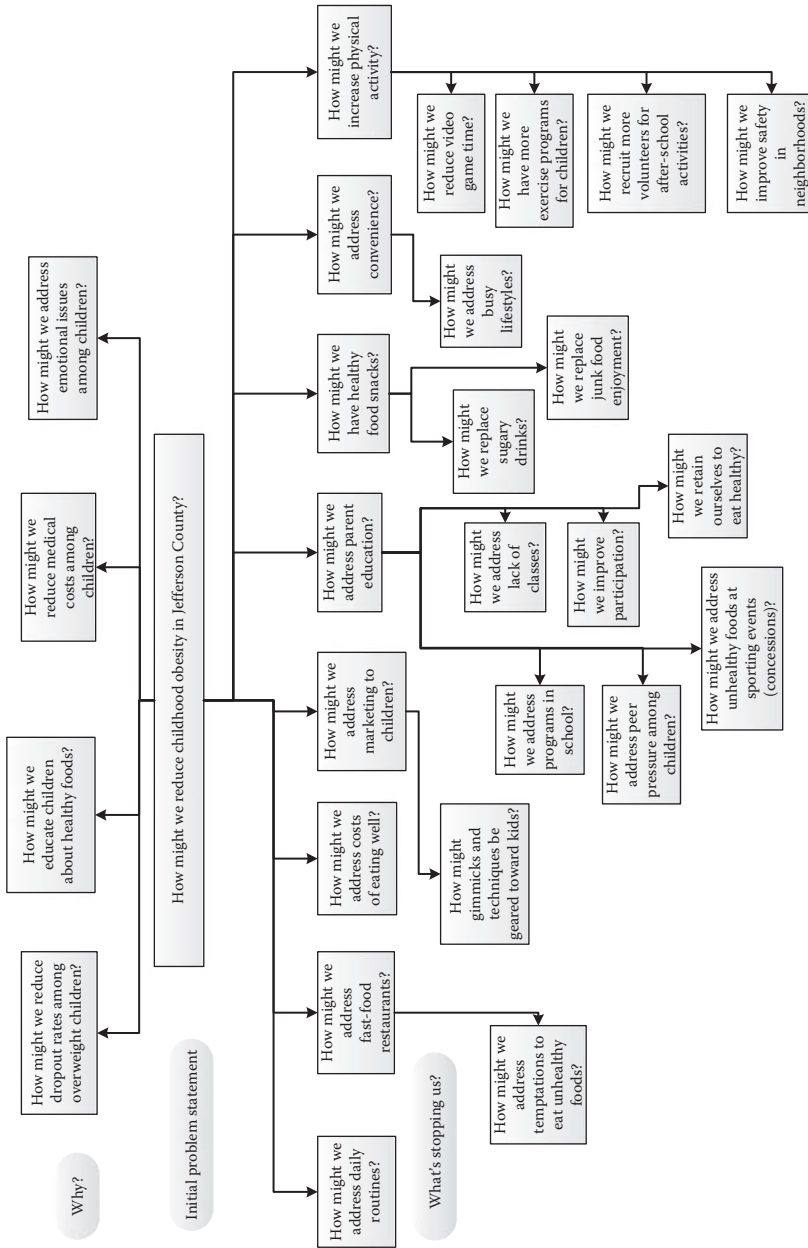 Why?
How might we reduce
dropout rates among
overweight children?
How might we
educate children
about healthy foods?
How might we
reduce medical
costs among
children?
How might we address
emotional issues
among children?
Initial problem statement
How might we reduce childhood obesity in Jefferson County?
How might we
address daily
routines?
How might we
address
fast-food
restaurants?
How might we
address costs
of eating well?
How might we
address
marketing to
children?
How might we
address parent
education?
How might we
have healthy
food snacks?
How might we
address
convenience?
How might we
increase physical
activity?
What's stopping us?
How might we
address
temptations to
eat unhealthy
foods?
How might
gimmicks and
techniques be
geared toward kids?
How might
we address
programs in
school?
How might we
address peer
pressure among
children?
How might we address
unhealthy foods at
sporting events
(concessions)?
How might
we address
lack of
classes?
How might
we improve
participation?
How might
we retain
ourselves to
eat healthy?
How might
we replace
sugary
drinks?
How might
we replace
junk food
enjoyment?
How might
we address
busy
lifestyles?
How might we
reduce video
game time?
How might we
have more
exercise programs
for children?
How might we
recruit more
volunteers for
after-school
activities?
How might we
improve safety
in
neighborhoods?